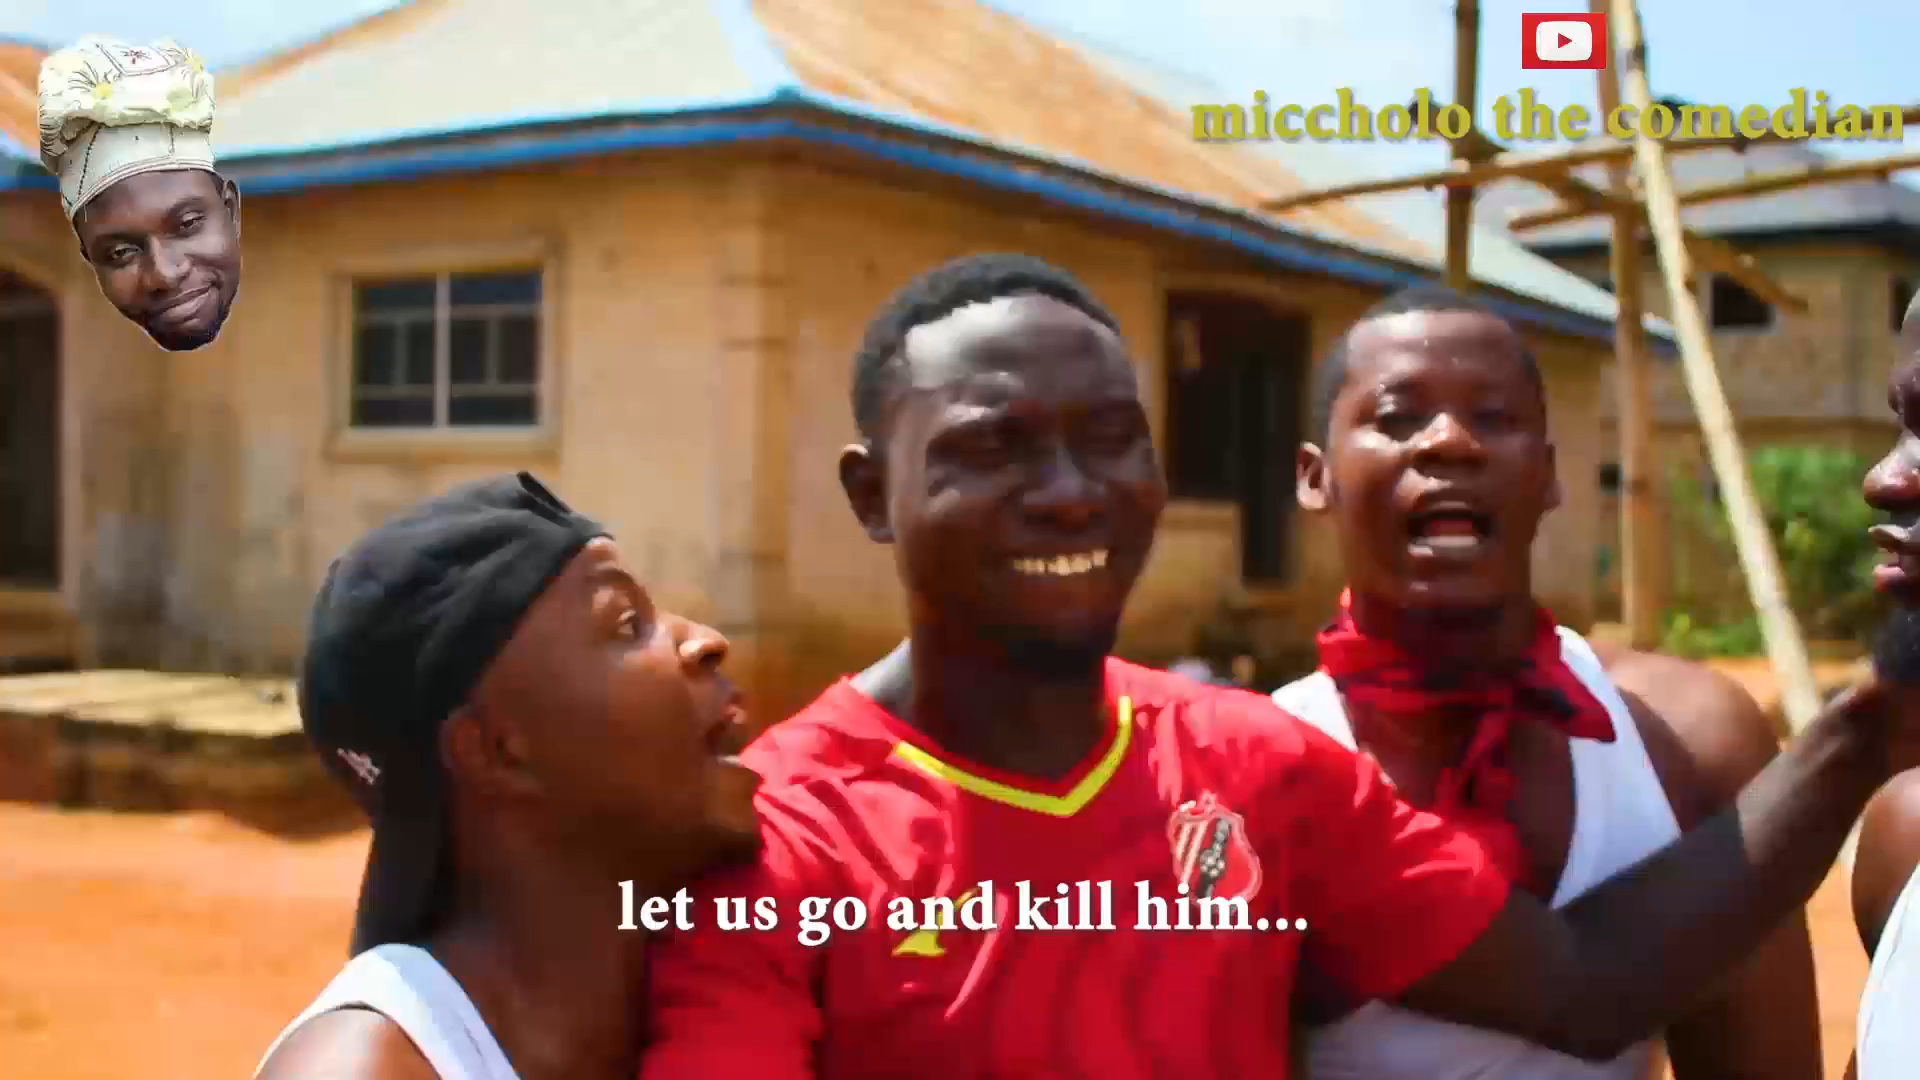 miccholo the comedian
let us go and kill him...